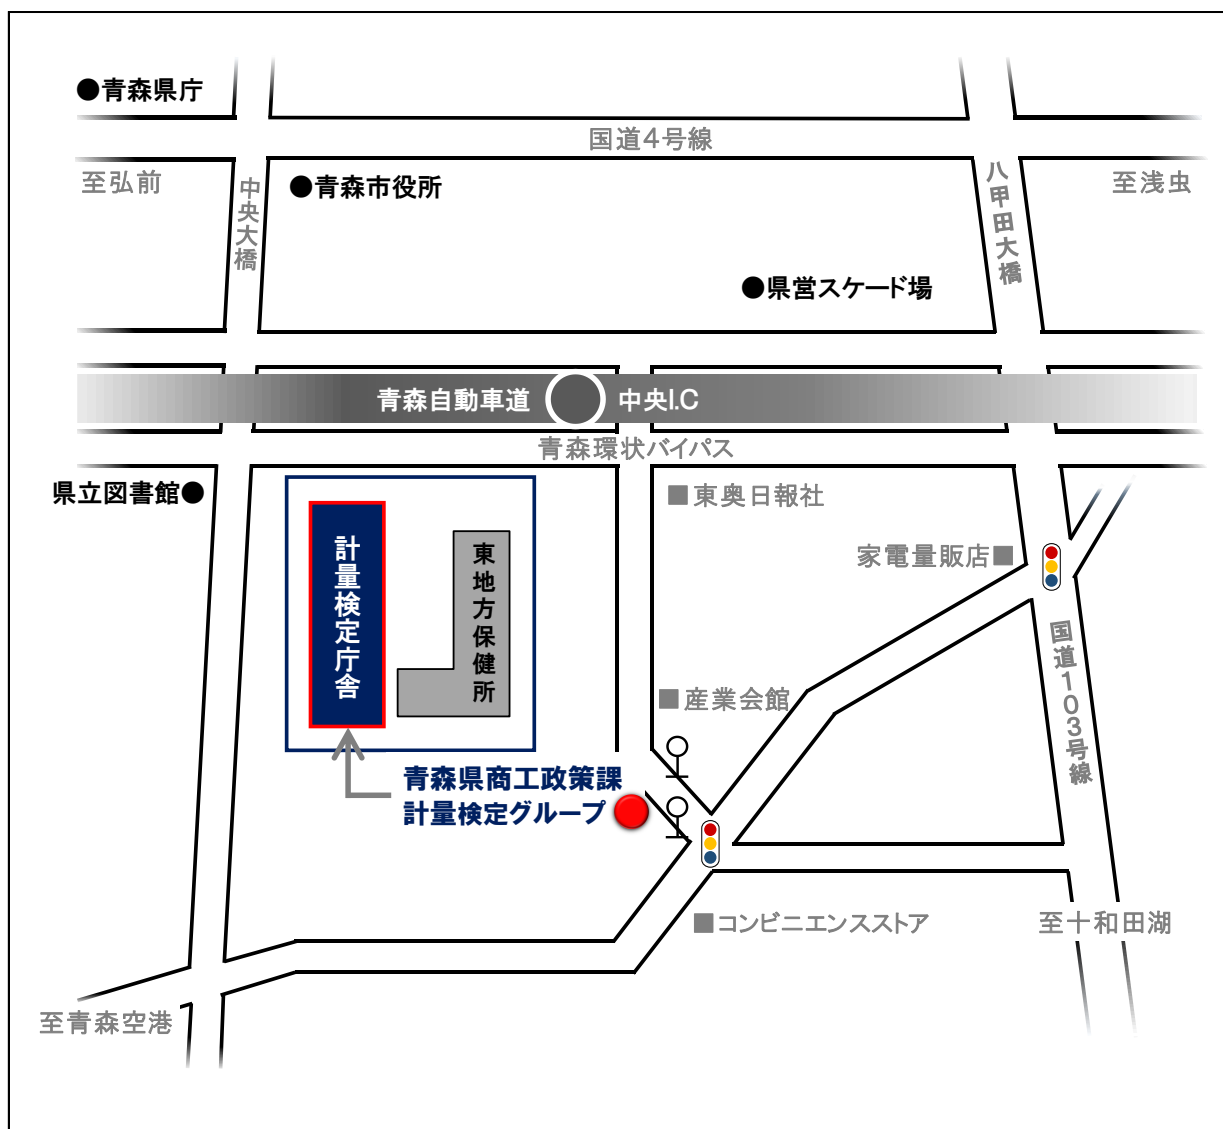 ●青森県庁
国道4号線
至弘前
中央大橋
●青森市役所
八甲田大橋
至浅虫
●県営スケード場
青森自動車道
中央I.C
青森環状バイパス
県立図書館●
■東奥日報社
計量検定庁舎
東地方保健所
家電量販店■
国道103号線
■産業会館
青森県商工政策課
計量検定グループ
■コンビニエンスストア
至十和田湖
至青森空港